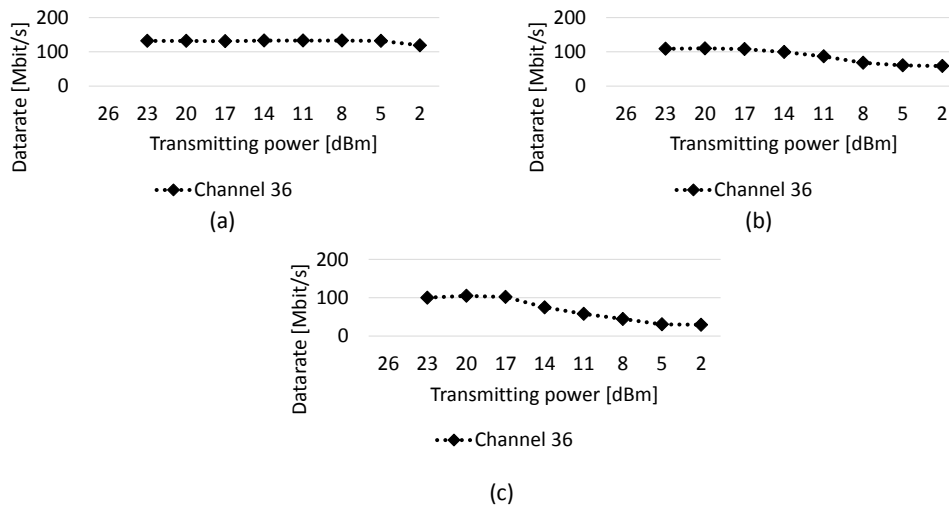 Datarate [Mbit/s]
200
100
0
26 23 20 17 14 11 8 5 2
Transmitting power [dBm]
Channel 36
(a)
Datarate [Mbit/s]
200
100
0
26 23 20 17 14 11 8 5 2
Transmitting power [dBm]
Channel 36
(b)
Datarate [Mbit/s]
200
100
0
26 23 20 17 14 11 8 5 2
Transmitting power [dBm]
Channel 36
(c)